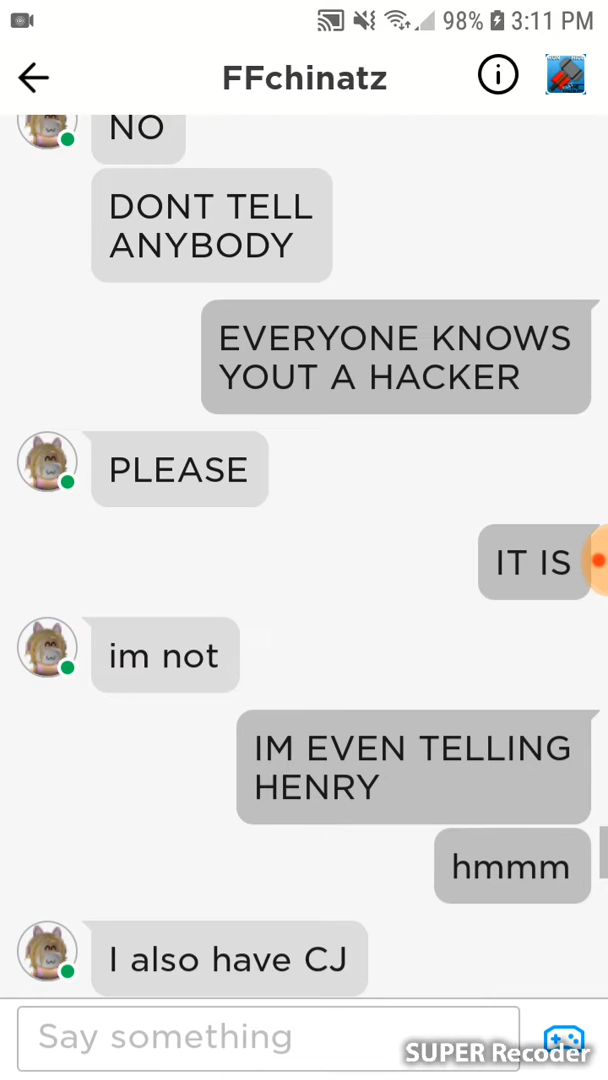 98% 3:11 PM
FFchinatz
NO
DONT TELL
ANYBODY
EVERYONE KNOWS
YOUT A HACKER
PLEASE
IT IS
im not
IM EVEN TELLING
HENRY
hmmm
I also have CJ
Say something
SUPER Recoder